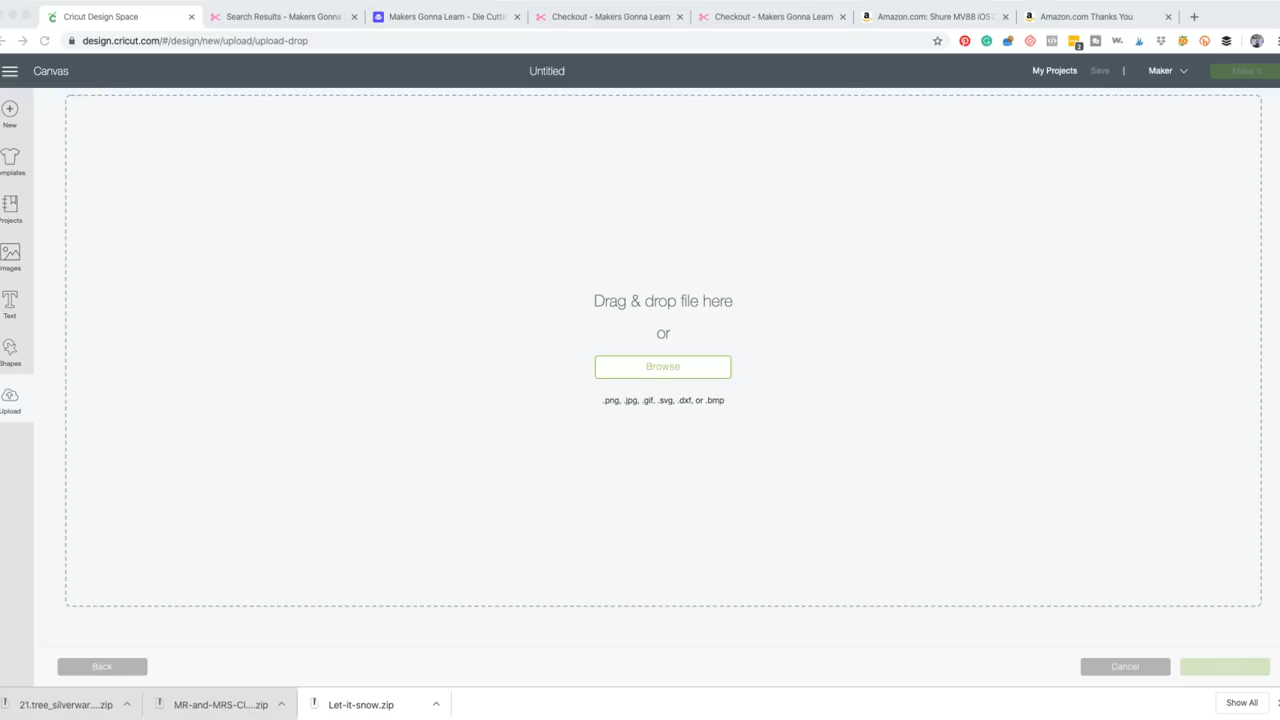 Cricut Design Space
Search Results - Makers Gonna
Makers Gonna Learn - Die Cuttin
Checkout - Makers Gonna Learn
Checkout - Makers Gonna Learn
Amazon.com: Shure MV88 iOS
Amazon.com Thanks You
design.cricut.com/#/design/new/upload/upload-drop
2
Canvas
Untitled
My Projects
Save
|
Maker
Make It
New
emplates
Projects
Images
Text
Shapes
Upload
Drag & drop file here
or
Browse
.png, .jpg, .gif, .svg, .dxf, or .bmp
Back
Cancel
21.tree_silverwar....zip
MR-and-MRS-Cl....zip
Let-it-snow.zip
Show All